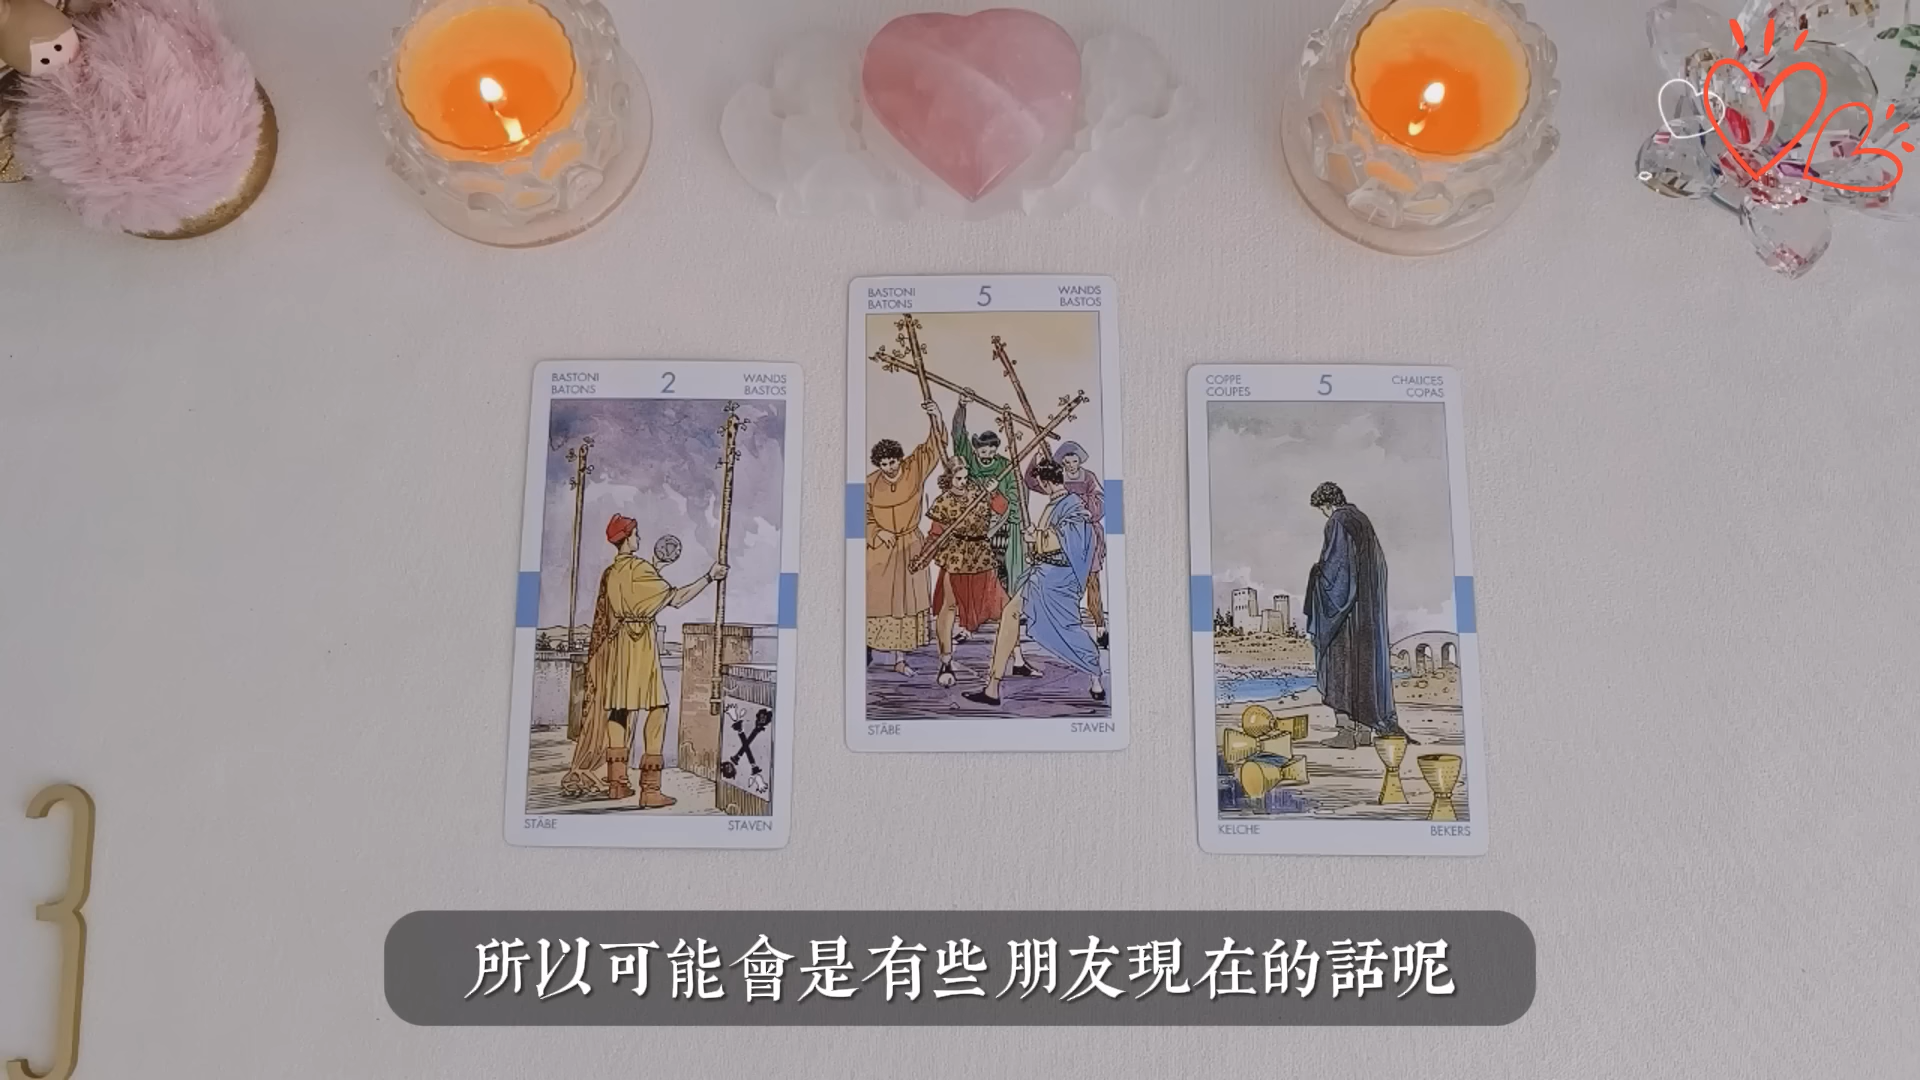 BASTONI 5 WANDS
BATONS BASTOS
STÄBE STAVEN
BASTONI 2 WANDS
BATONS BASTOS
STÄBE STAVEN
COPPE 5 CHALICES
COUPES COPAS
KELCHE BEKERS
3
所以可能會是有些朋友現在的話呢